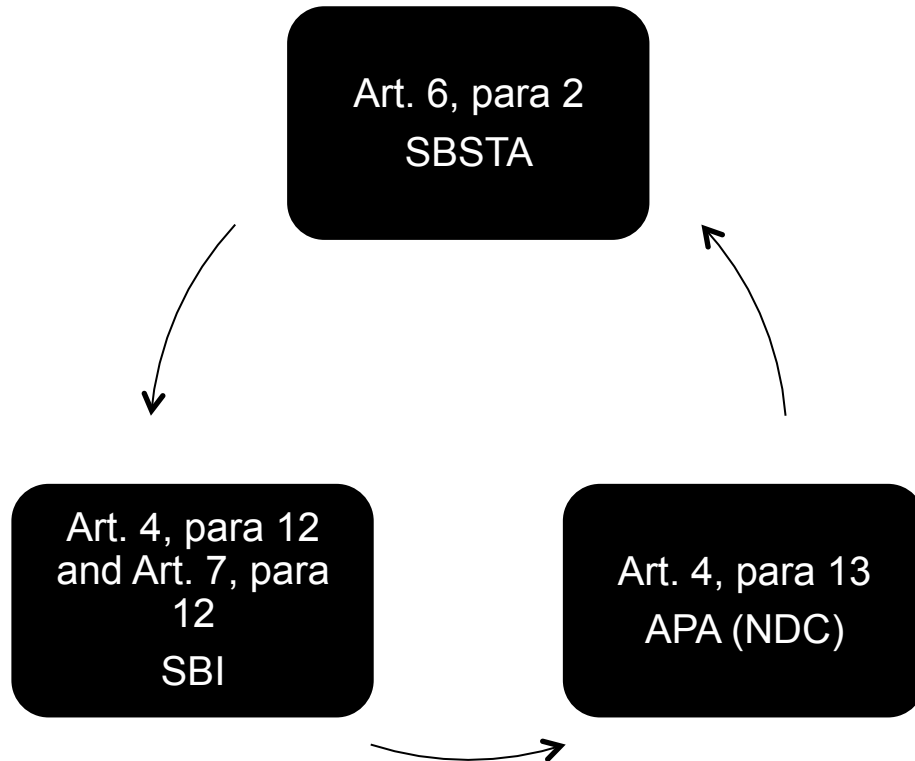 Art. 6, para 2
SBSTA
Art. 4, para 12
and Art. 7, para
12
SBI
Art. 4, para 13
APA (NDC)